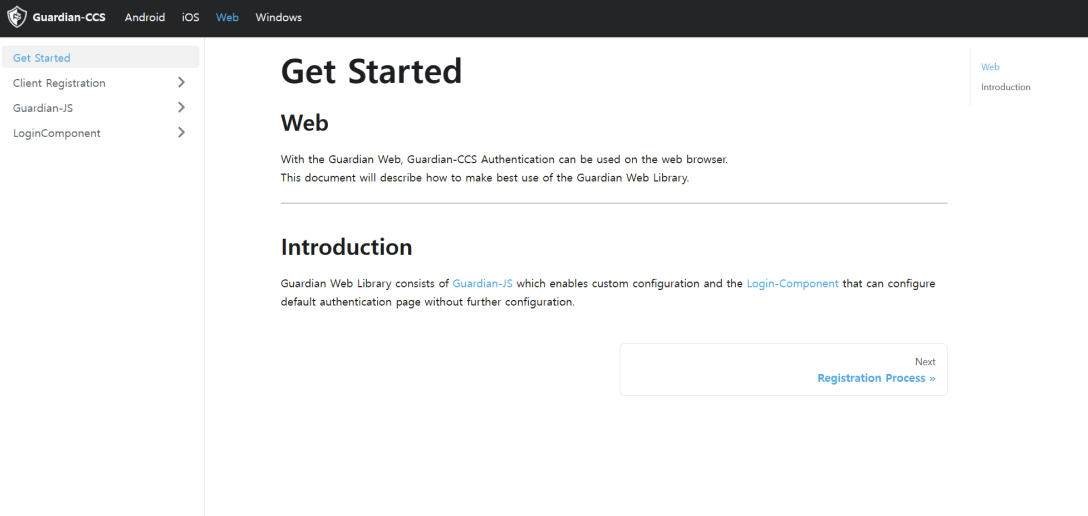 Guardian-CCS Android iOS Web Windows
Get Started
Client Registration
Guardian-JS
LoginComponent
Get Started
Web
With the Guardian Web, Guardian-CCS Authentication can be used on the web browser.
This document will describe how to make best use of the Guardian Web Library.
Introduction
Guardian Web Library consists of Guardian-JS which enables custom configuration and the Login-Component that can configure
default authentication page without further configuration.
Next
Registration Process »
Web
Introduction